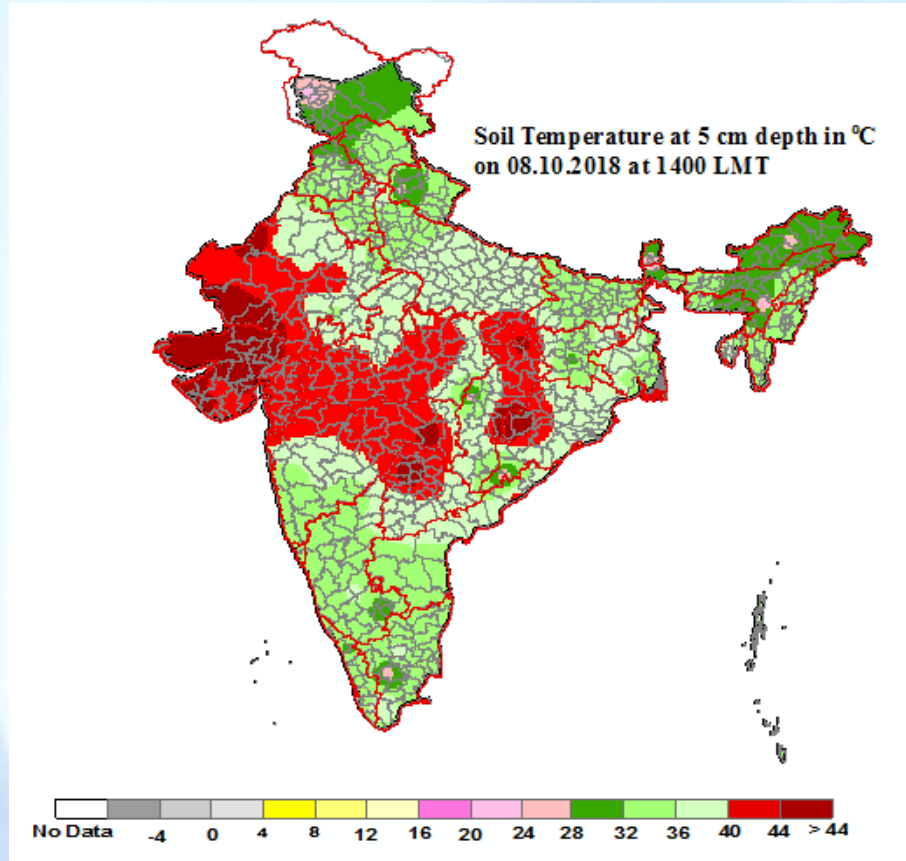 Soil Temperature at 5 cm depth in ⁰C
on 08.10.2018 at 1400 LMT
No Data -4 0 4 8 12 16 20 24 28 32 36 40 44 > 44